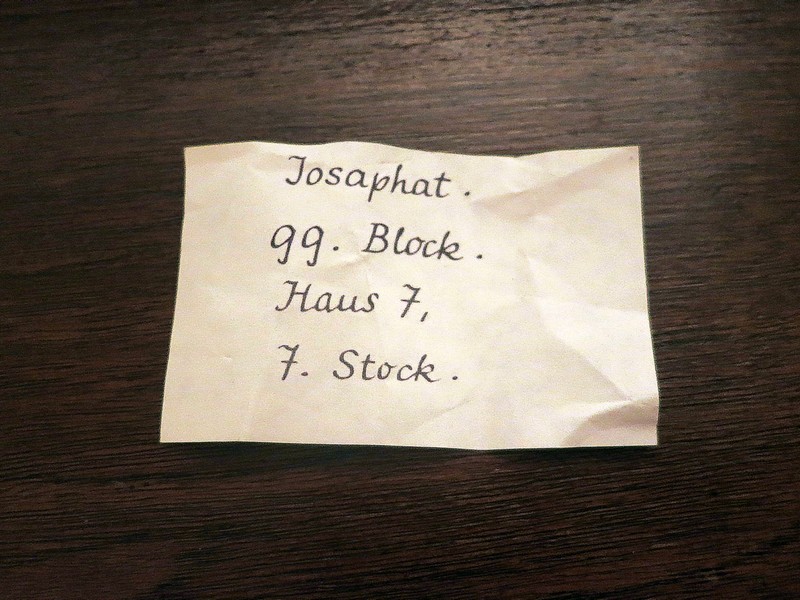 Josaphat.
99. Block.
Haus 7,
7. Stock.